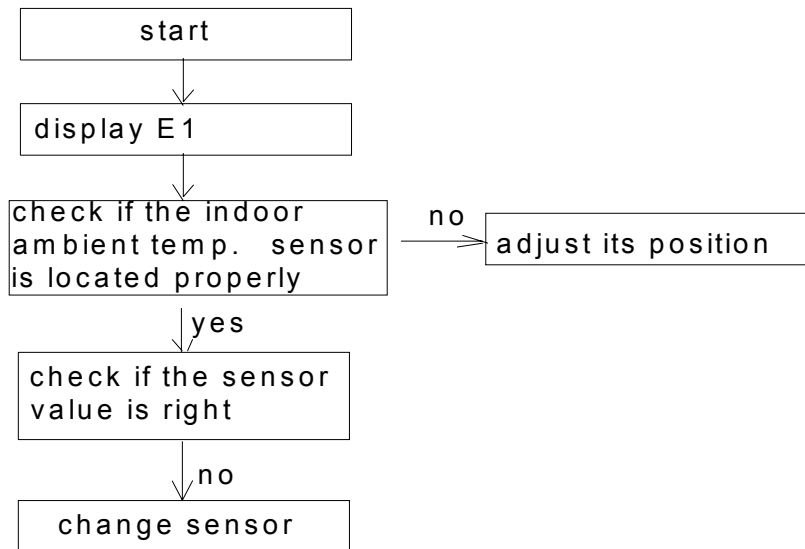 start
display E1
check if the indoor
ambient temp. sensor
is located properly
no
adjust its position
yes
check if the sensor
value is right
no
change sensor